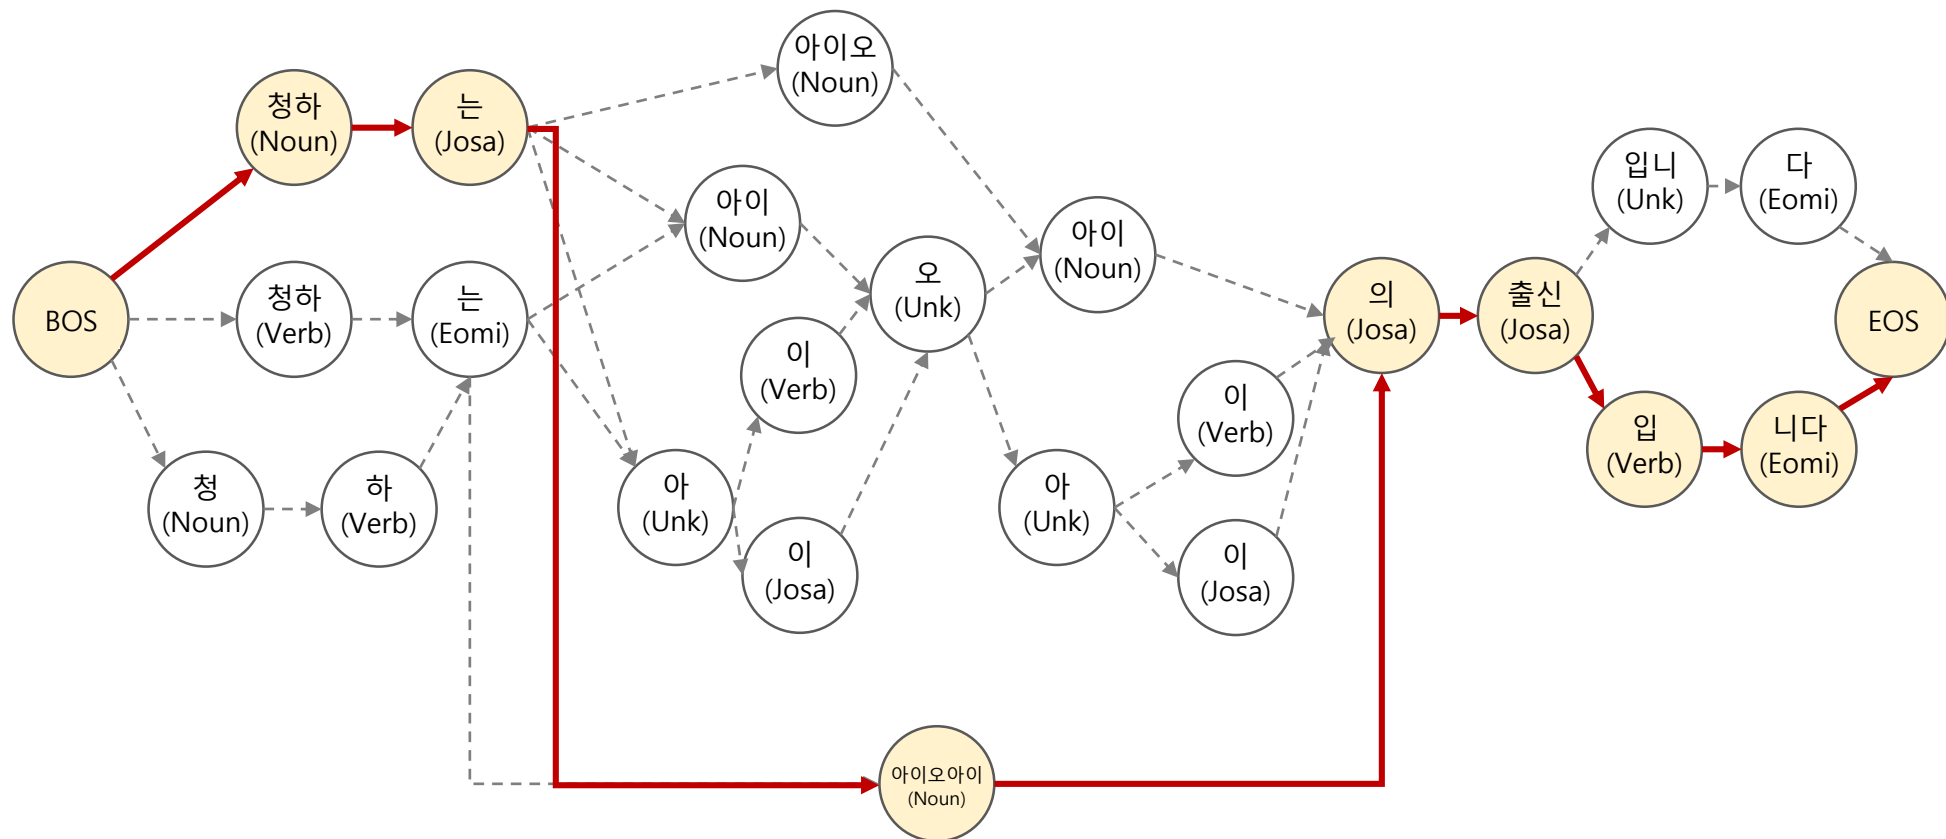 아이오
(Noun)
청하
(Noun)
는
(Josa)
입니
(Unk)
다
(Eomi)
아이
(Noun)
아이
(Noun)
오
(Unk)
BOS
청하
(Verb)
는
(Eomi)
의
(Josa)
출신
(Josa)
EOS
이
(Verb)
이
(Verb)
입
(Verb)
니다
(Eomi)
청
(Noun)
하
(Verb)
아
(Unk)
아
(Unk)
이
(Josa)
이
(Josa)
아이오아이
(Noun)